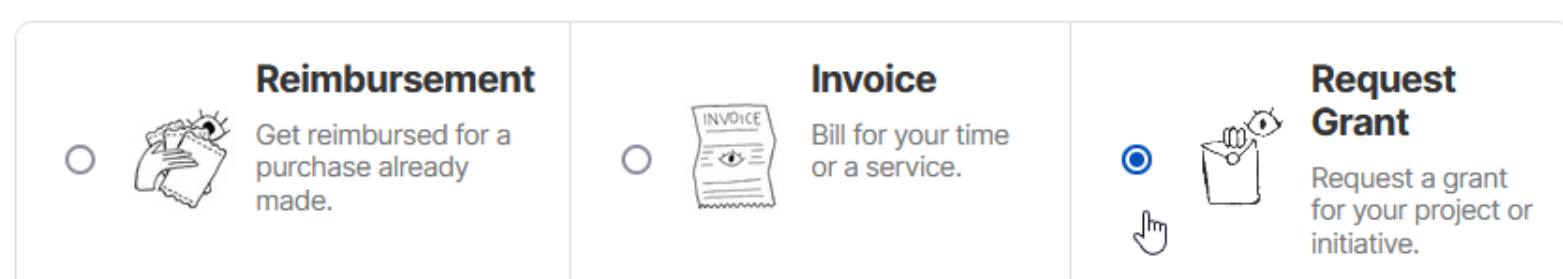 Reimbursement
Get reimbursed for a
purchase already
made.
INVOICE
Invoice
Bill for your time
or a service.
Request
Grant
Request a grant
for your project or
initiative.